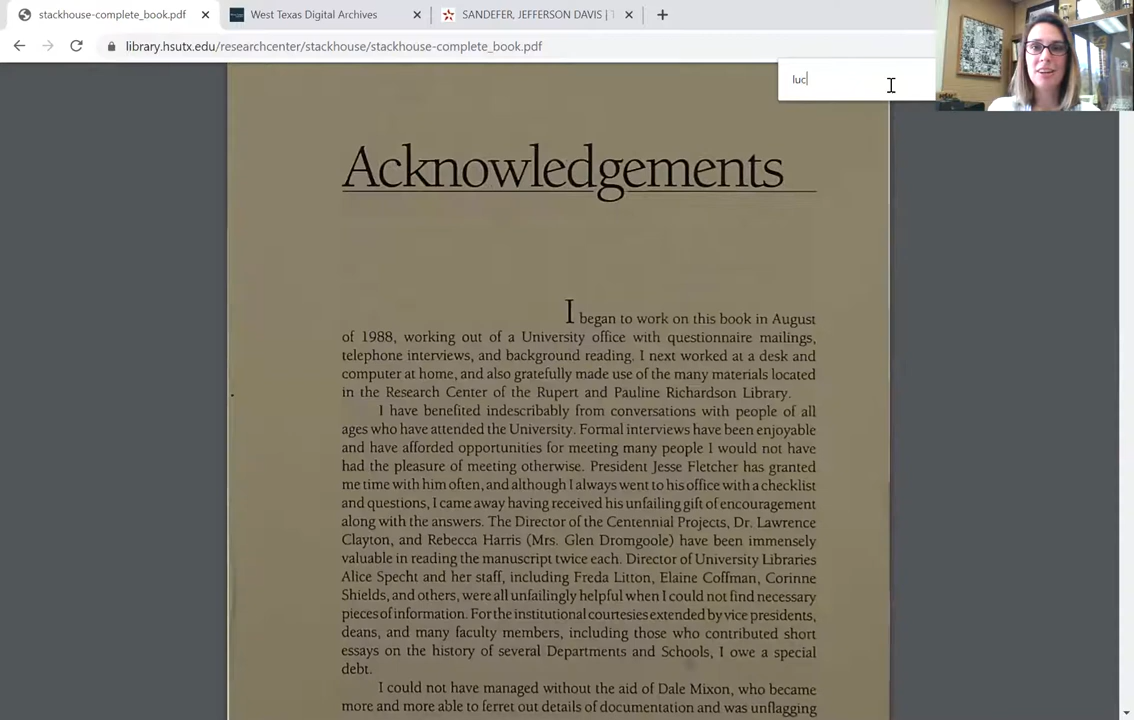 stackhouse-complete_book.pdf
West Texas Digital Archives
SANDEFER, JEFFERSON DAVIS |
library.hsutx.edu/researchcenter/stackhouse/stackhouse-complete_book.pdf
luc
Acknowledgements
I began to work on this book in August
of 1988, working out of a University office with questionnaire mailings,
telephone interviews, and background reading. I next worked at a desk and
computer at home, and also gratefully made use of the many materials located
in the Research Center of the Rupert and Pauline Richardson Library.
I have benefited indescribably from conversations with people of all
ages who have attended the University. Formal interviews have been enjoyable
and have afforded opportunities for meeting many people I would not have
had the pleasure of meeting otherwise. President Jesse Fletcher has granted
me time with him often, and although I always went to his office with a checklist
and questions, I came away having received his unfailing gift of encouragement
along with the answers. The Director of the Centennial Projects, Dr. Lawrence
Clayton, and Rebecca Harris (Mrs. Glen Dromgoole) have been immensely
valuable in reading the manuscript twice each. Director of University Libraries
Alice Specht and her staff, including Freda Litton, Elaine Coffman, Corinne
Shields, and others, were all unfailingly helpful when I could not find necessary
pieces of information. For the institutional courtesies extended by vice presidents,
deans, and many faculty members, including those who contributed short
essays on the history of several Departments and Schools, I owe a special
debt.
I could not have managed without the aid of Dale Mixon, who became
more and more able to ferret out details of documentation and was unflagging